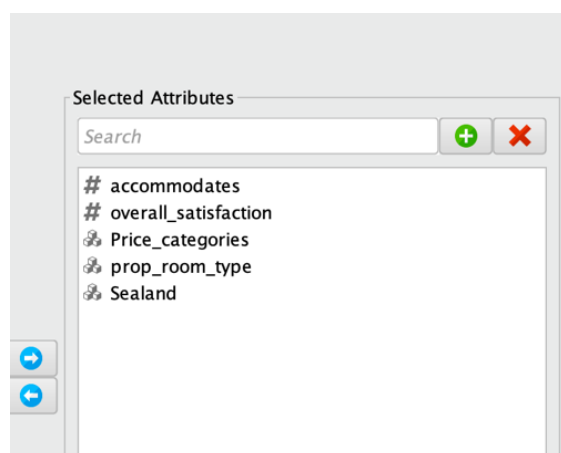 Selected Attributes
Search
# accommodates
# overall_satisfaction
Price_categories
prop_room_type
Sealand